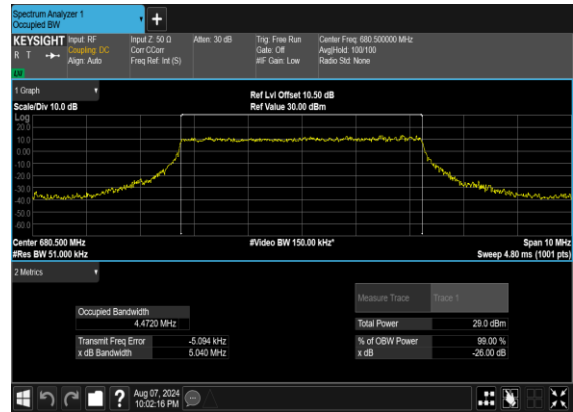 Spectrum Analyzer 1
Occupied BW
+
KEYSIGHT Input: RF Input Z: 50 Ω Atten: 30 dB Trig: Free Run Center Freq: 680.500000 MHz
R T Coupling: DC Corr CCorr Gate: Off Avg|Hold: 100/100
Align: Auto Freq Ref: Int (S) #IF Gain: Low Radio Std: None
1 Graph
Ref Lvl Offset 10.50 dB
Scale/Div 10.0 dB Ref Value 30.00 dBm
Log
20.0
10.0
0.00
-10.0
-20.0
-30.0
-40.0
-50.0
-60.0
Center 680.500 MHz #Video BW 150.00 kHz* Span 10 MHz
#Res BW 51.000 kHz Sweep 4.80 ms (1001 pts)
2 Metrics
Measure Trace Trace 1
Occupied Bandwidth
4.4720 MHz Total Power 29.0 dBm
Transmit Freq Error -5.094 kHz % of OBW Power 99.00 %
x dB Bandwidth 5.040 MHz x dB -26.00 dB
? Aug 07, 2024
10:02:16 PM